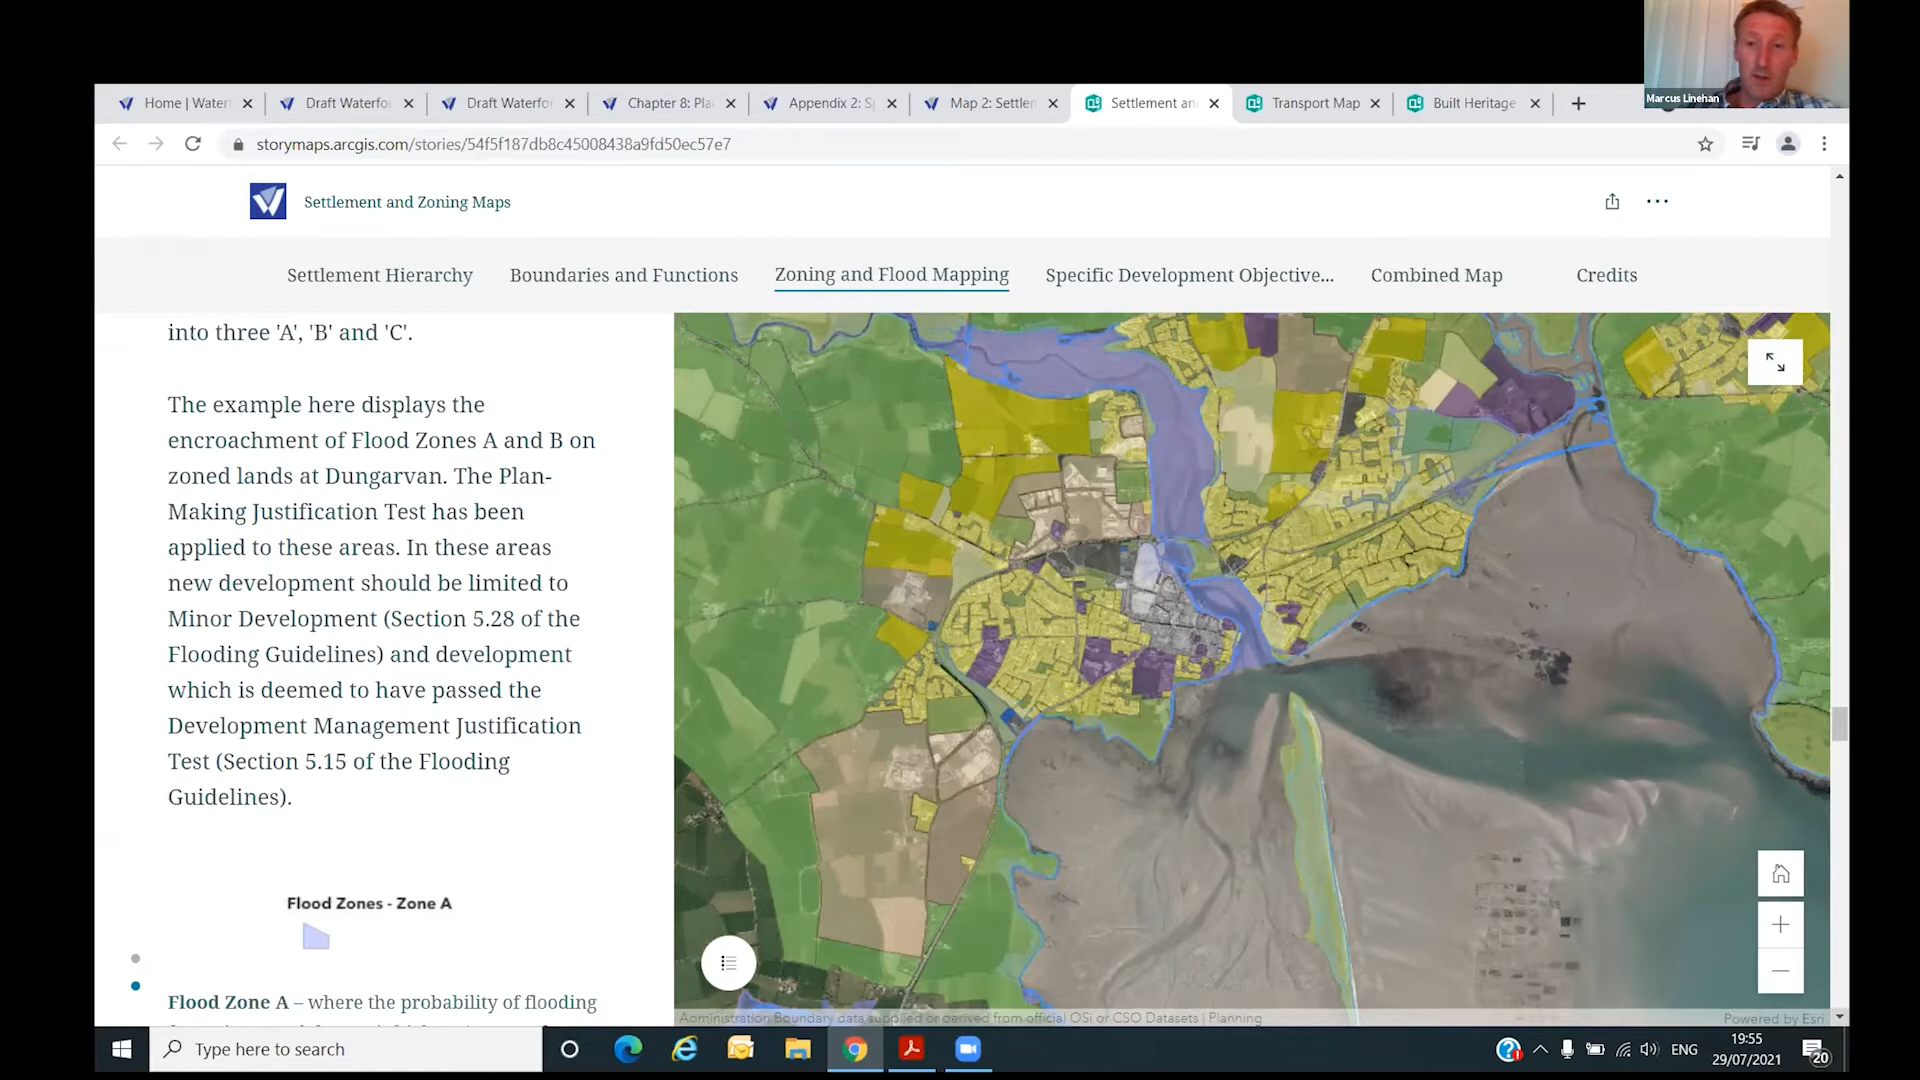 Marcus Linehan
Home | Water
Draft Waterfo
Draft Waterfor
Chapter 8: Pla
Appendix 2: S
Map 2: Settlem
Settlement an
Transport Map
Built Heritage
storymaps.arcgis.com/stories/54f5f187db8c45008438a9fd50ec57e7
Settlement and Zoning Maps
Settlement Hierarchy
Boundaries and Functions
Zoning and Flood Mapping
Specific Development Objective...
Combined Map
Credits
into three 'A', 'B' and 'C'.
The example here displays the
encroachment of Flood Zones A and B on
zoned lands at Dungarvan. The Plan-
Making Justification Test has been
applied to these areas. In these areas
new development should be limited to
Minor Development (Section 5.28 of the
Flooding Guidelines) and development
which is deemed to have passed the
Development Management Justification
Test (Section 5.15 of the Flooding
Guidelines).
Flood Zones - Zone A
Flood Zone A – where the probability of flooding
Administration Boundary data supplied or derived from official OSi or CSO Datasets | Planning
Powered by Esri
Type here to search
ENG
19:55
29/07/2021
20